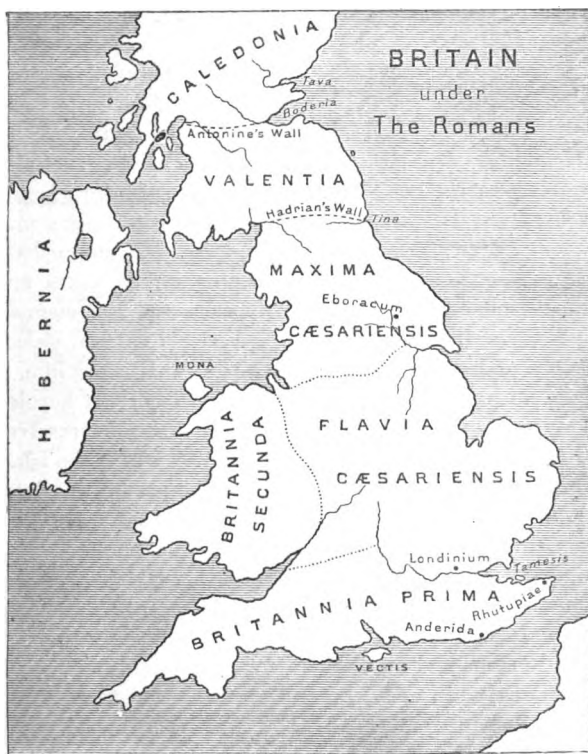 BRITAIN
under
The Romans
CALEDONIA
Tava
Boderia
Antonine's Wall
VALENTIA
Hadrian's Wall
Tina
HIBERNIA
MAXIMA
Eboracum
CÆSARIENSIS
MONA
BRITANNIA
SECUNDA
FLAVIA
CÆSARIENSIS
Londinium
Tamesis
BRITANNIA PRIMA
Rhutupiae
Anderida
VECTIS